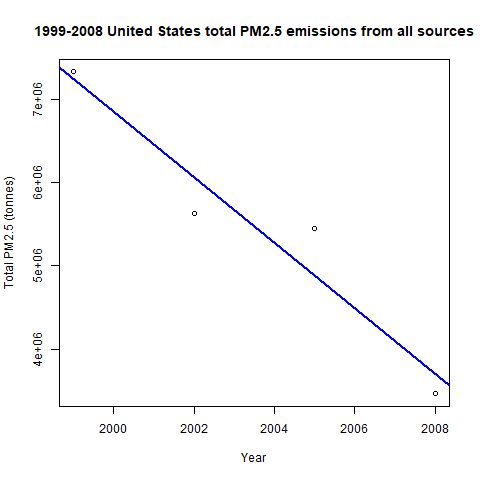 1999-2008 United States total PM2.5 emissions from all sources
Total PM2.5 (tonnes)
7e+06
6e+06
5e+06
4e+06
2000 2002 2004 2006 2008
Year